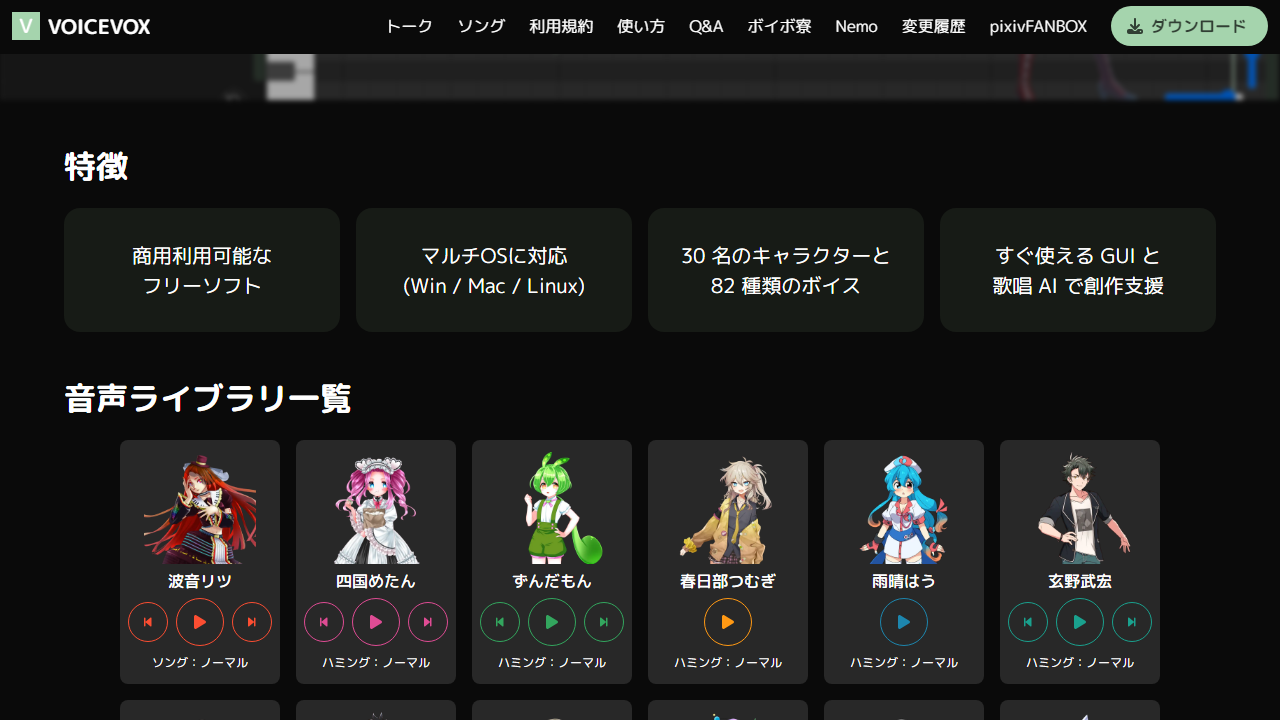 V VOICEVOX トーク ソング 利用規約 使い方 Q&A ボイボ寮 Nemo 変更履歴 pixivFANBOX ダウンロード
特徴
商用利用可能な
フリーソフト
マルチOSに対応
(Win / Mac / Linux)
30 名のキャラクターと
82 種類のボイス
すぐ使える GUI と
歌唱 AI で創作支援
音声ライブラリ一覧
波音リツ
ソング：ノーマル
四国めたん
ハミング：ノーマル
ずんだもん
ハミング：ノーマル
春日部つむぎ
ハミング：ノーマル
雨晴はう
ハミング：ノーマル
玄野武宏
ハミング：ノーマル